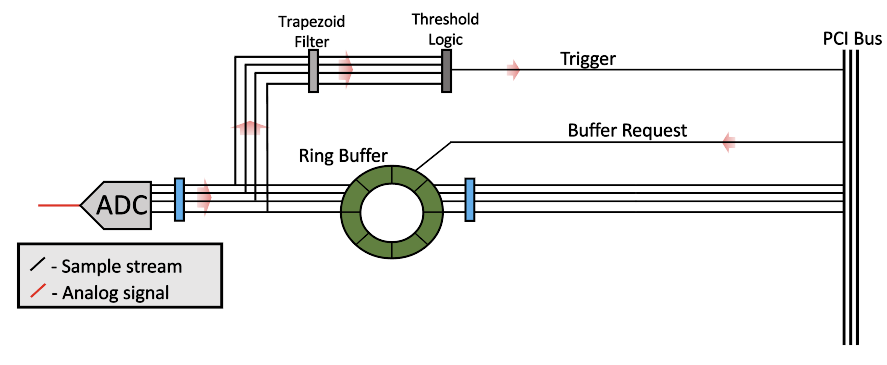 Trapezoid
Filter
Threshold
Logic
PCI Bus
Trigger
Buffer Request
Ring Buffer
ADC
- Sample stream
- Analog signal